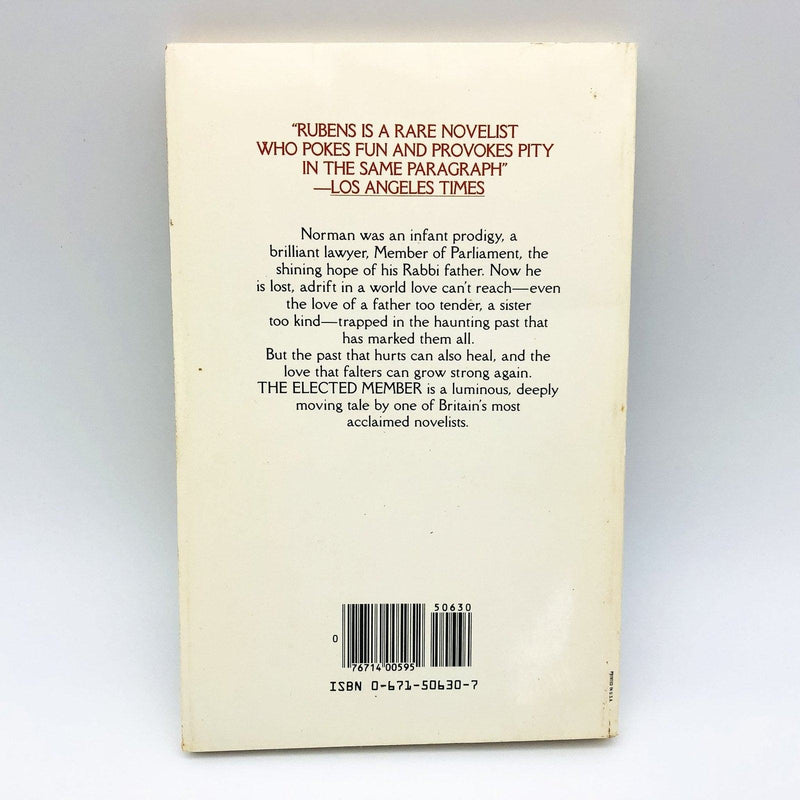 "RUBENS IS A RARE NOVELIST
WHO POKES FUN AND PROVOKES PITY
IN THE SAME PARAGRAPH"
—LOS ANGELES TIMES
Norman was an infant prodigy, a
brilliant lawyer, Member of Parliament, the
shining hope of his Rabbi father. Now he
is lost, adrift in a world love can't reach—even
the love of a father too tender, a sister
too kind—trapped in the haunting past that
has marked them all.
But the past that hurts can also heal, and the
love that falters can grow strong again.
THE ELECTED MEMBER is a luminous, deeply
moving tale by one of Britain's most
acclaimed novelists.
50630
0
76714 00595
ISBN 0-671-50630-7
PRINTED IN U.S.A.